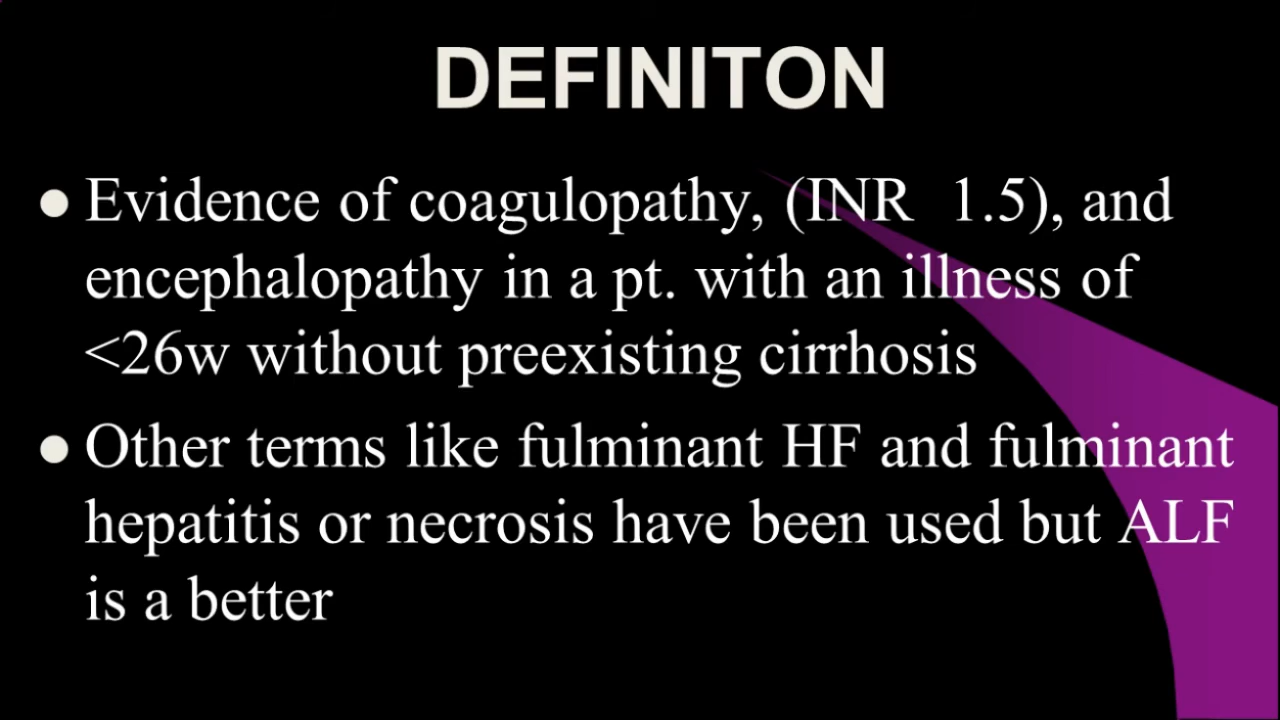 DEFINITON
● Evidence of coagulopathy, (INR 1.5), and
encephalopathy in a pt. with an illness of
<26w without preexisting cirrhosis
● Other terms like fulminant HF and fulminant
hepatitis or necrosis have been used but ALF
is a better